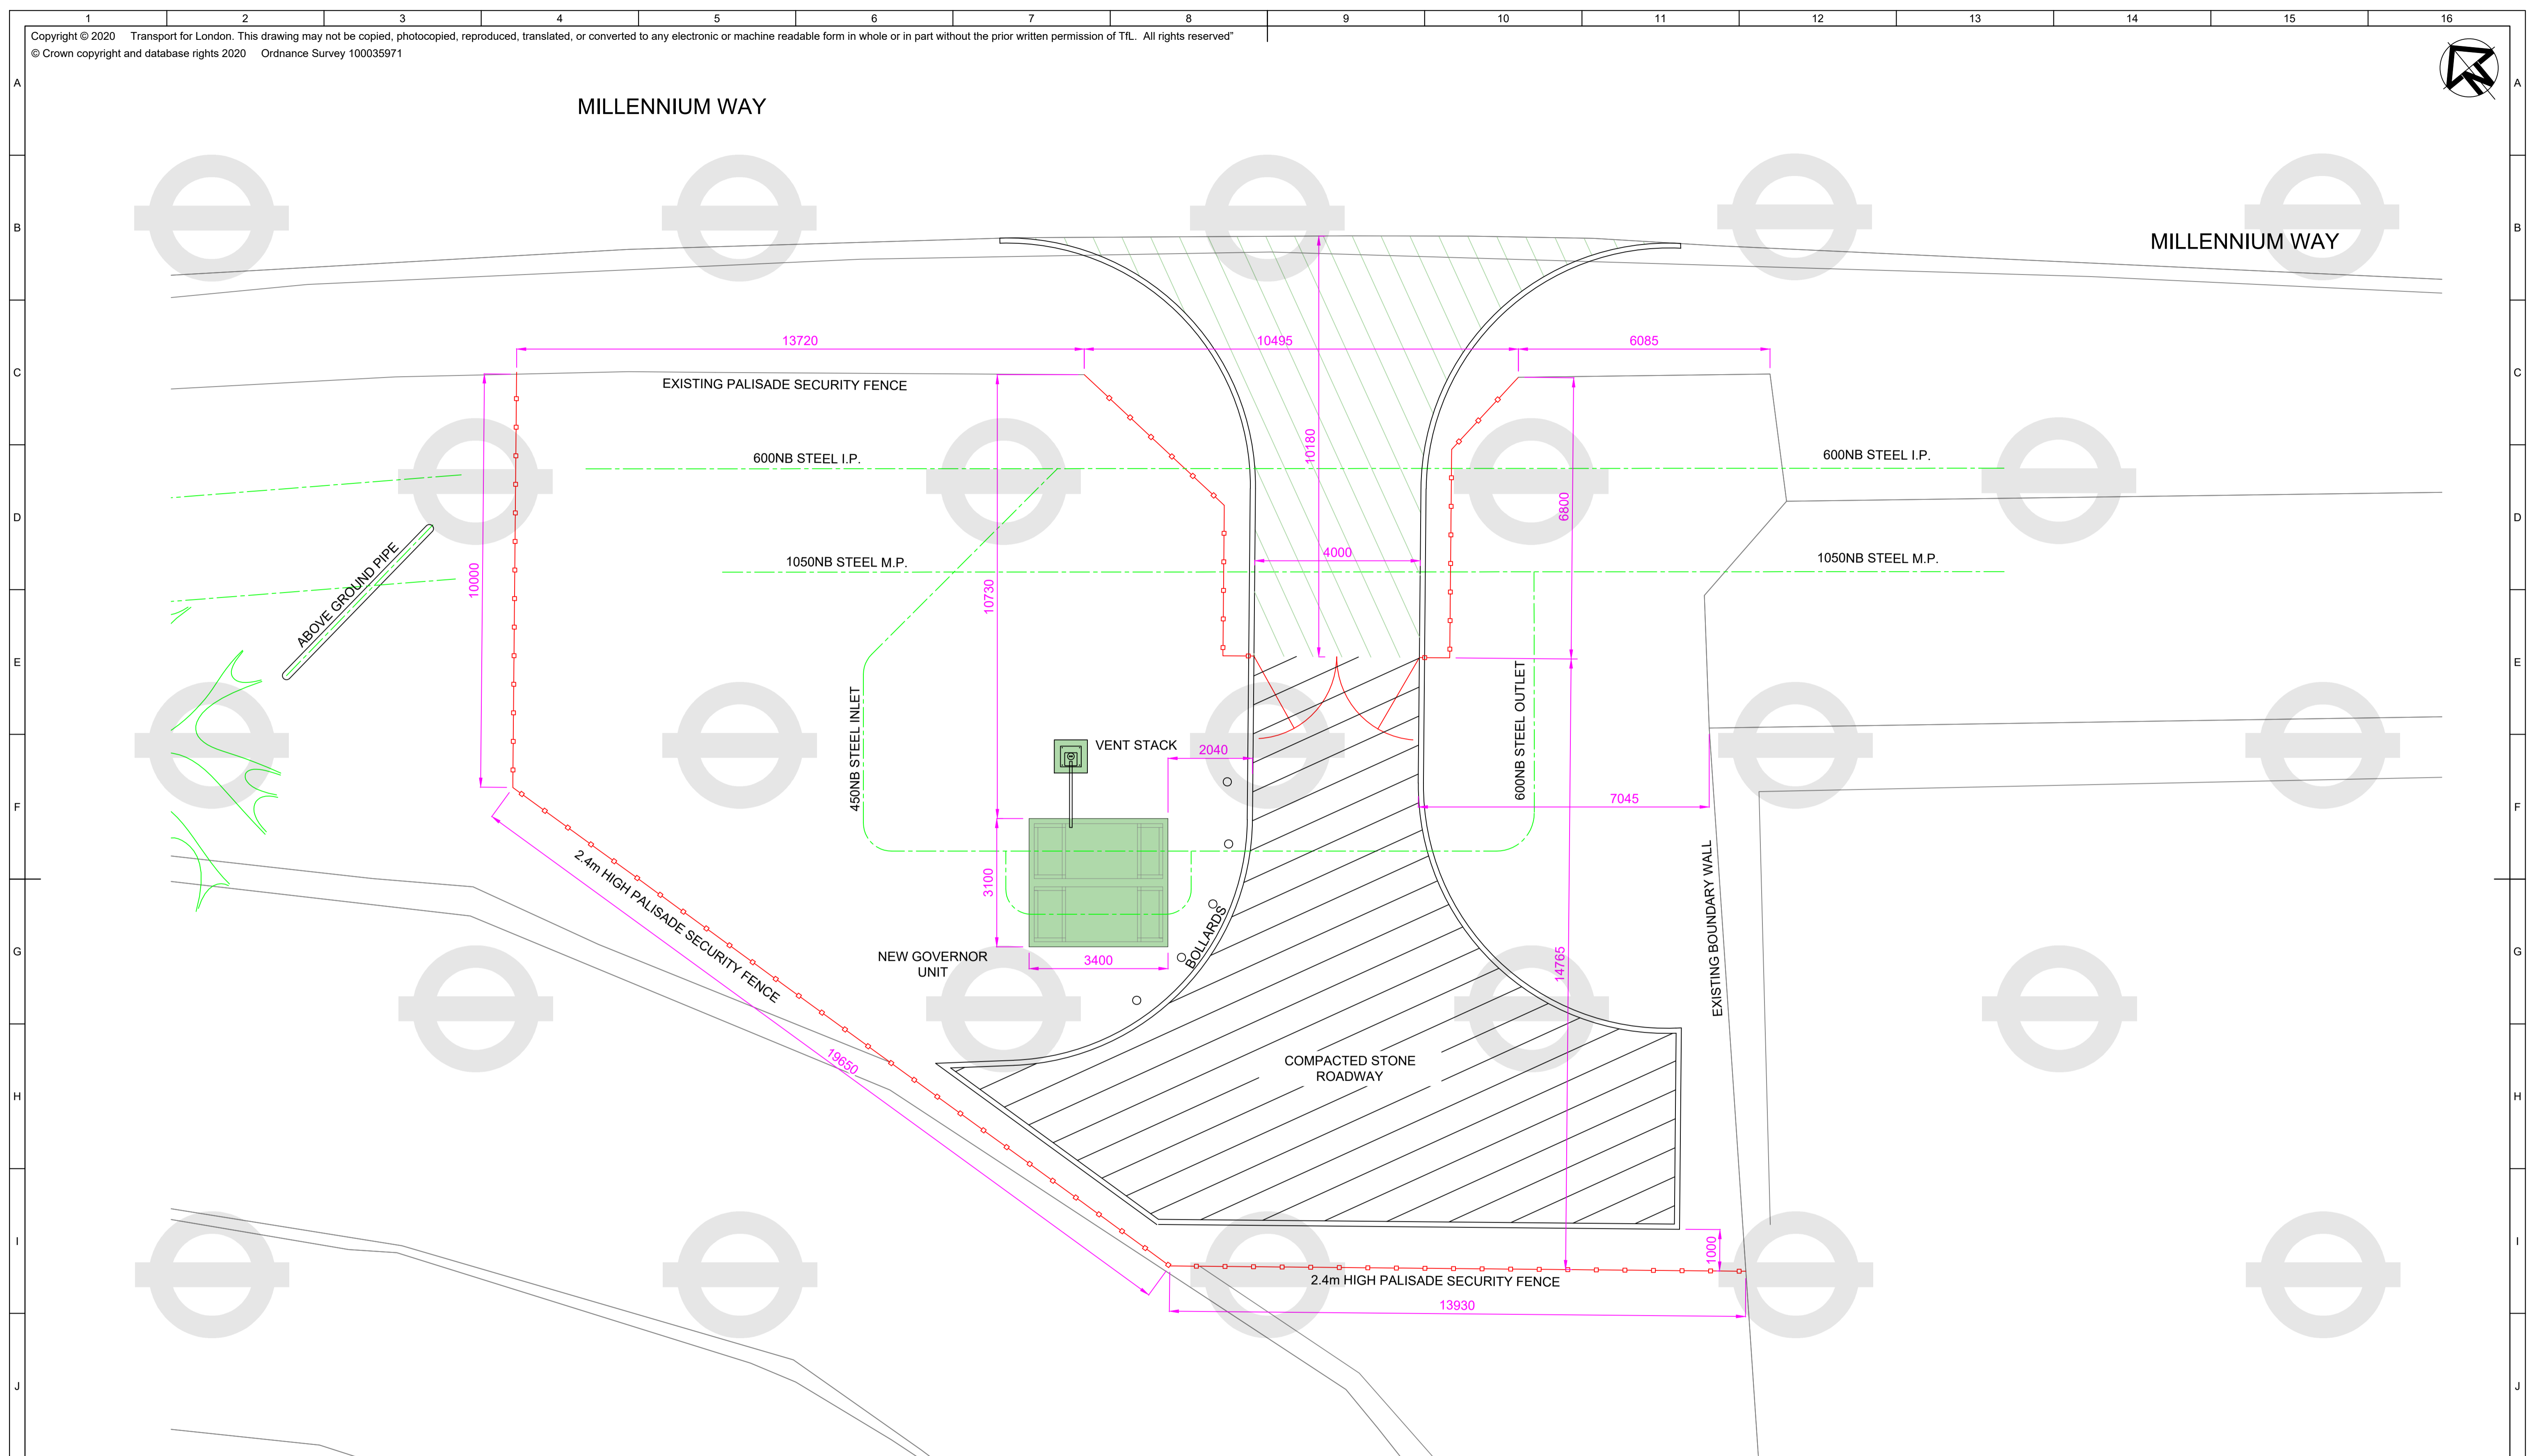 1 2 3 4 5 6 7 8 9 10 11 12 13 14 15 16
Copyright © 2020 Transport for London. This drawing may not be copied, photocopied, reproduced, translated, or converted to any electronic or machine readable form in whole or in part without the prior written permission of TfL. All rights reserved"
© Crown copyright and database rights 2020 Ordnance Survey 100035971
A A
MILLENNIUM WAY
B B
MILLENNIUM WAY
13720 10495 6085
C C
EXISTING PALISADE SECURITY FENCE
10180
600NB STEEL I.P. 600NB STEEL I.P.
6800
D D
4000
1050NB STEEL M.P. 1050NB STEEL M.P.
10000
10730
ABOVE GROUND PIPE
E E
450NB STEEL INLET
600NB STEEL OUTLET
VENT STACK
2040
7045
F F
2.4m HIGH PALISADE SECURITY FENCE
3100
EXISTING BOUNDARY WALL
BOLLARDS
G G
NEW GOVERNOR
UNIT
3400
14765
19650
COMPACTED STONE
ROADWAY
H H
I I
1000
2.4m HIGH PALISADE SECURITY FENCE
13930
J J